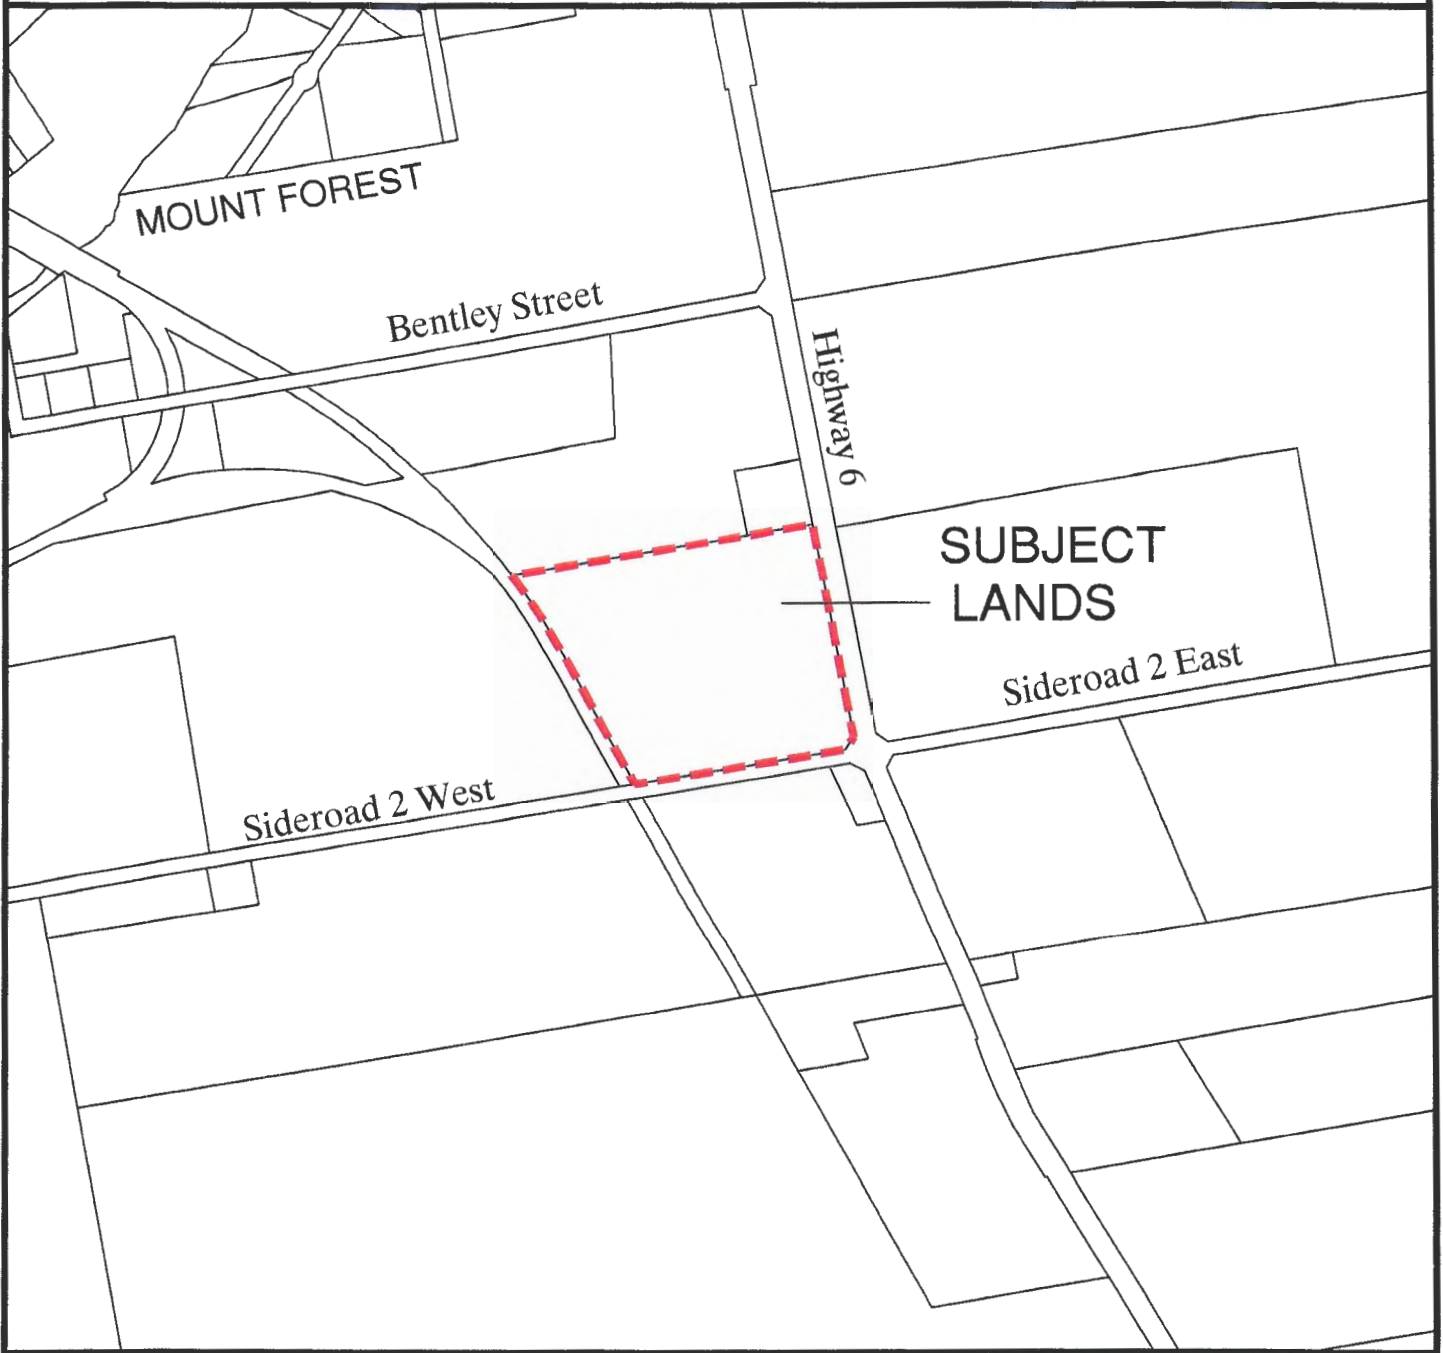 MOUNT FOREST
Bentley Street
Highway 6
SUBJECT
LANDS
Sideroad 2 East
Sideroad 2 West